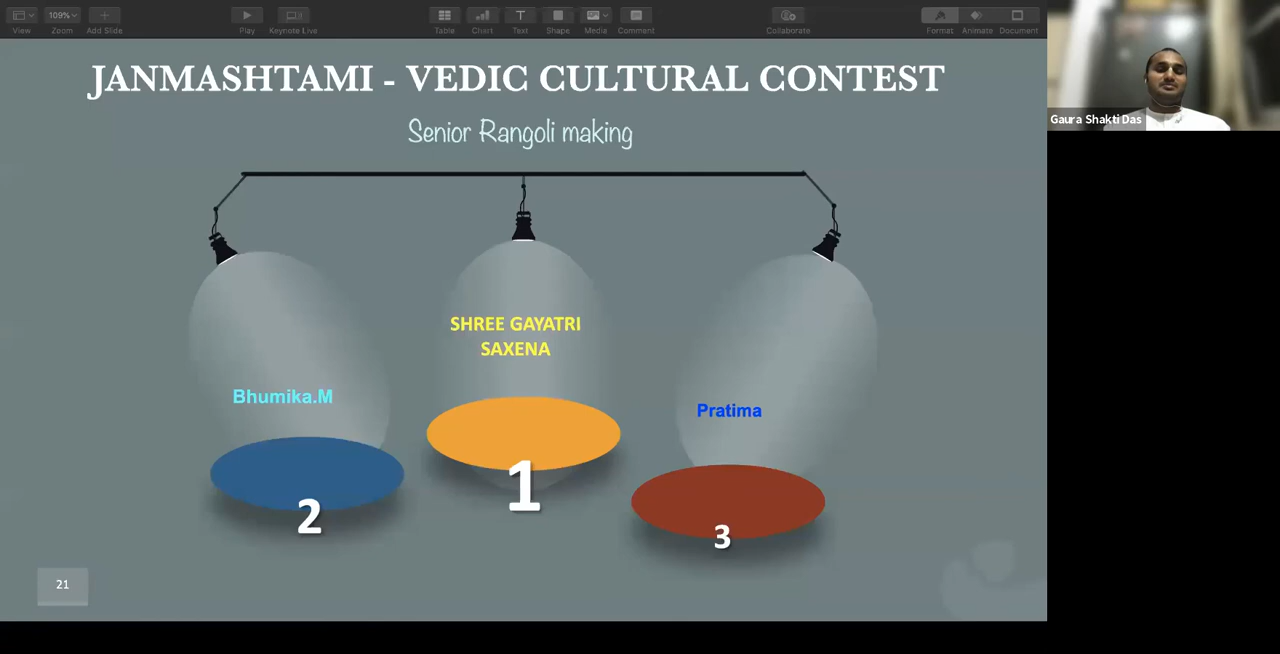 View
109%
Zoom
Add Slide
Play
Keynote Live
Table
Chart
Text
Shape
Media
Comment
Collaborate
Format
Animate
Document
JANMASHTAMI - VEDIC CULTURAL CONTEST
Senior Rangoli making
SHREE GAYATRI
SAXENA
Bhumika.M
Pratima
1
2
3
21
Gaura Shakti Das